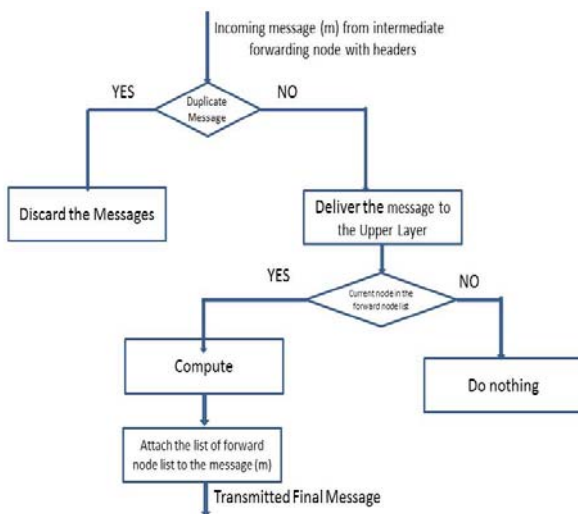 Incoming message (m) from intermediate
forwarding node with headers
YES
NO
Duplicate
Message
Discard the Messages
Deliver the message to
the Upper Layer
YES
NO
Current node in the
forward node list
Compute
Do nothing
Attach the list of forward
node list to the message (m)
Transmitted Final Message